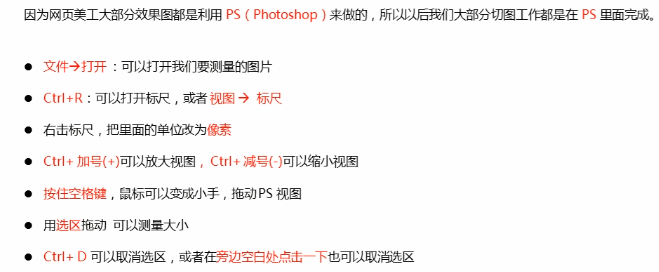 因为网页美工大部分效果图都是利用 PS（Photoshop）来做的，所以以后我们大部分切图工作都是在 PS 里面完成。
● 文件→打开 ：可以打开我们要测量的图片
● Ctrl+R：可以打开标尺，或者 视图→ 标尺
● 右击标尺，把里面的单位改为像素
● Ctrl+ 加号(+)可以放大视图， Ctrl+ 减号(-)可以缩小视图
● 按住空格键，鼠标可以变成小手，拖动 PS 视图
● 用选区拖动 可以测量大小
● Ctrl+ D 可以取消选区，或者在旁边空白处点击一下也可以取消选区